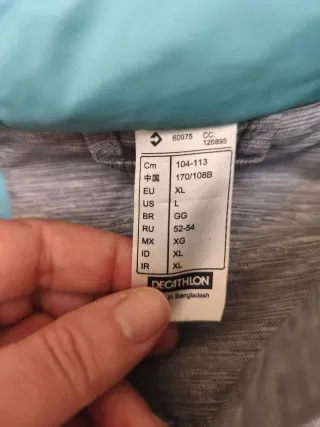 60975 CC.
126895
Cm 104-113
中国 170/108B
EU XL
US L
BR GG
RU 52-54
MX XG
ID XL
IR XL
DECATHLON
in Bangladesh